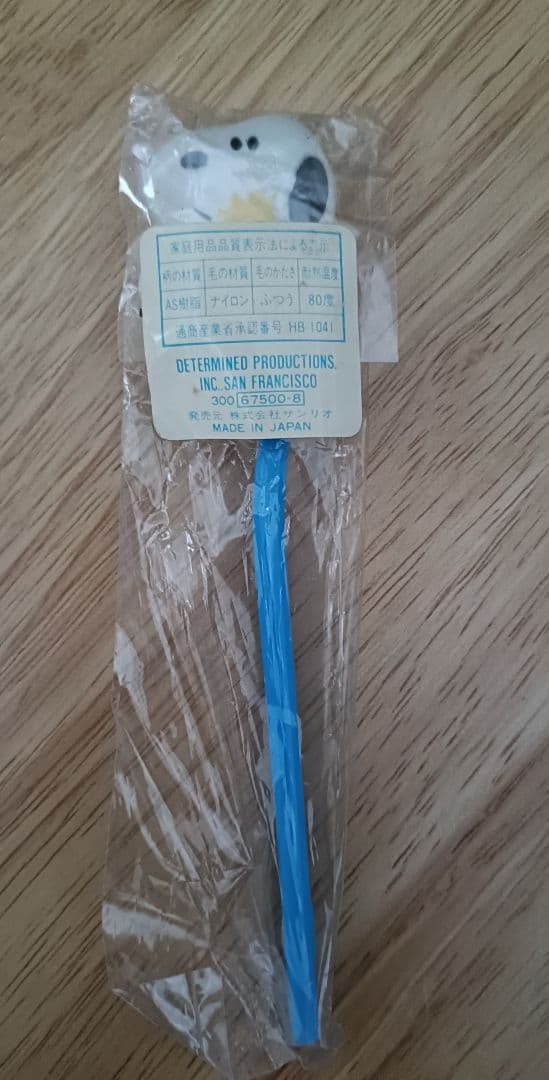 家庭用品品質表示法による表示
柄の材質 毛の材質 毛のかたさ 耐熱温度
AS樹脂 ナイロン ふつう 80度
通商産業省承認番号 HB 1041
DETERMINED PRODUCTIONS,
INC., SAN FRANCISCO
300 67500-8
発売元 株式会社サンリオ
MADE IN JAPAN